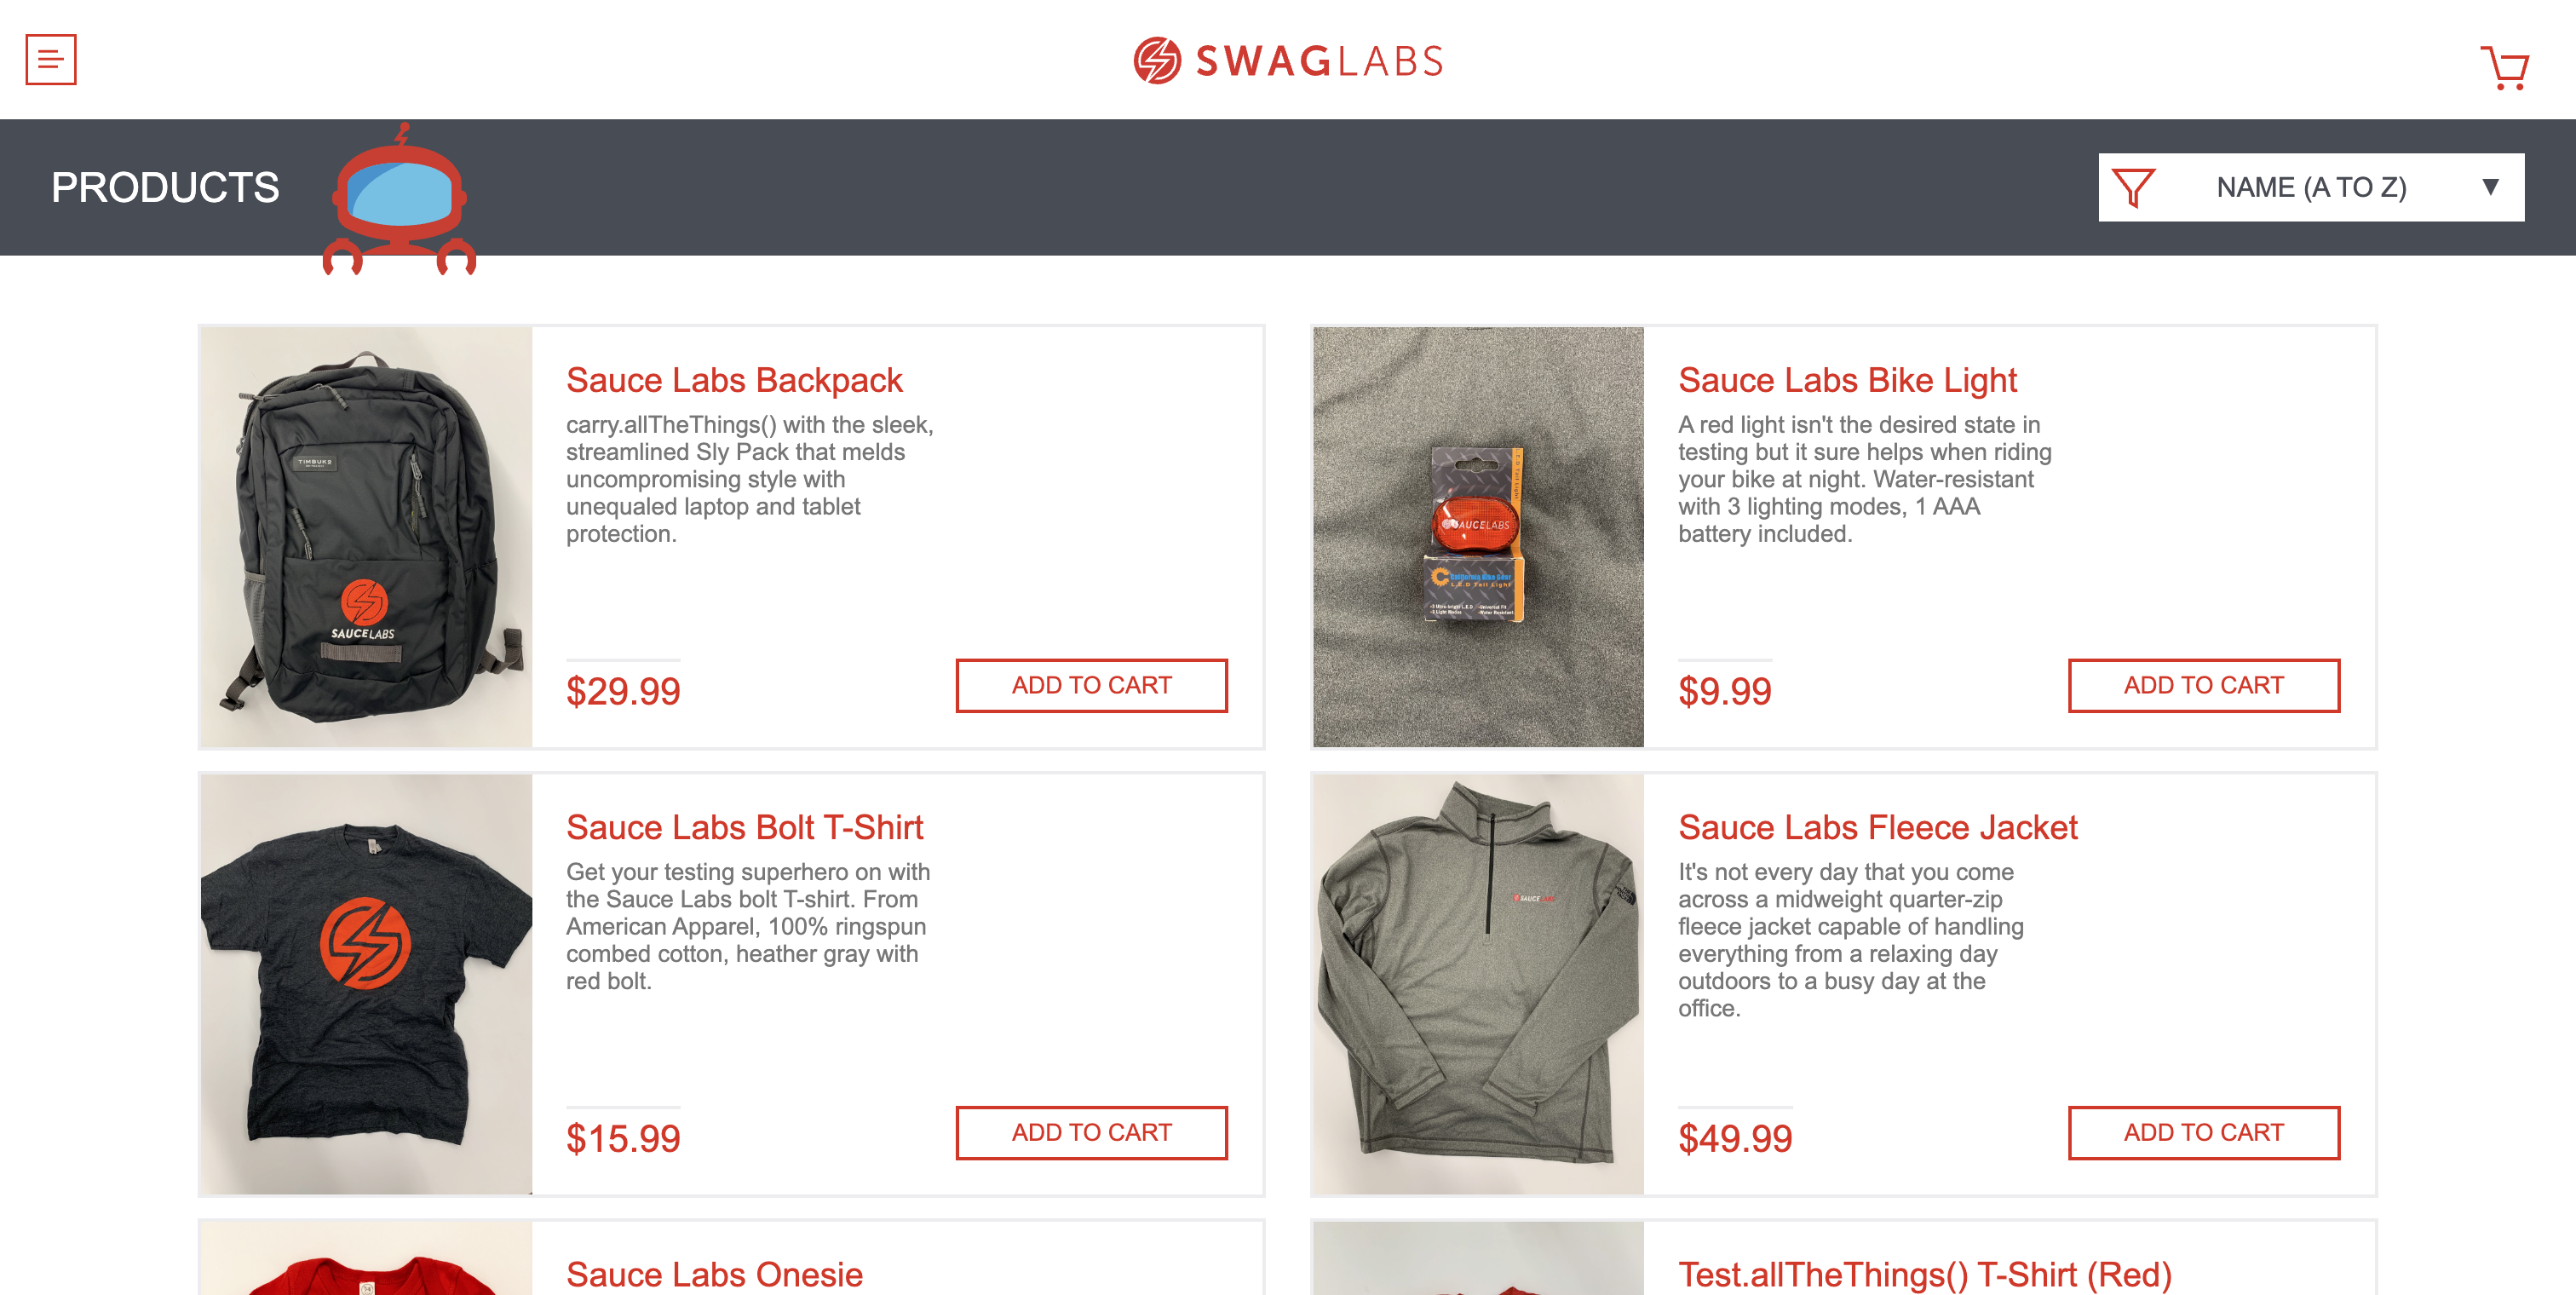 SWAGLABS
PRODUCTS
NAME (A TO Z)
TIMBUK2
SAUCELABS
Sauce Labs Backpack
carry.allTheThings() with the sleek,
streamlined Sly Pack that melds
uncompromising style with
unequaled laptop and tablet
protection.
$29.99
ADD TO CART
SAUCELABS
California Bike Gear
L.E.D Tail Light
Sauce Labs Bike Light
A red light isn't the desired state in
testing but it sure helps when riding
your bike at night. Water-resistant
with 3 lighting modes, 1 AAA
battery included.
$9.99
ADD TO CART
Sauce Labs Bolt T-Shirt
Get your testing superhero on with
the Sauce Labs bolt T-shirt. From
American Apparel, 100% ringspun
combed cotton, heather gray with
red bolt.
$15.99
ADD TO CART
SAUCELABS
Sauce Labs Fleece Jacket
It's not every day that you come
across a midweight quarter-zip
fleece jacket capable of handling
everything from a relaxing day
outdoors to a busy day at the
office.
$49.99
ADD TO CART
Sauce Labs Onesie
Test.allTheThings() T-Shirt (Red)